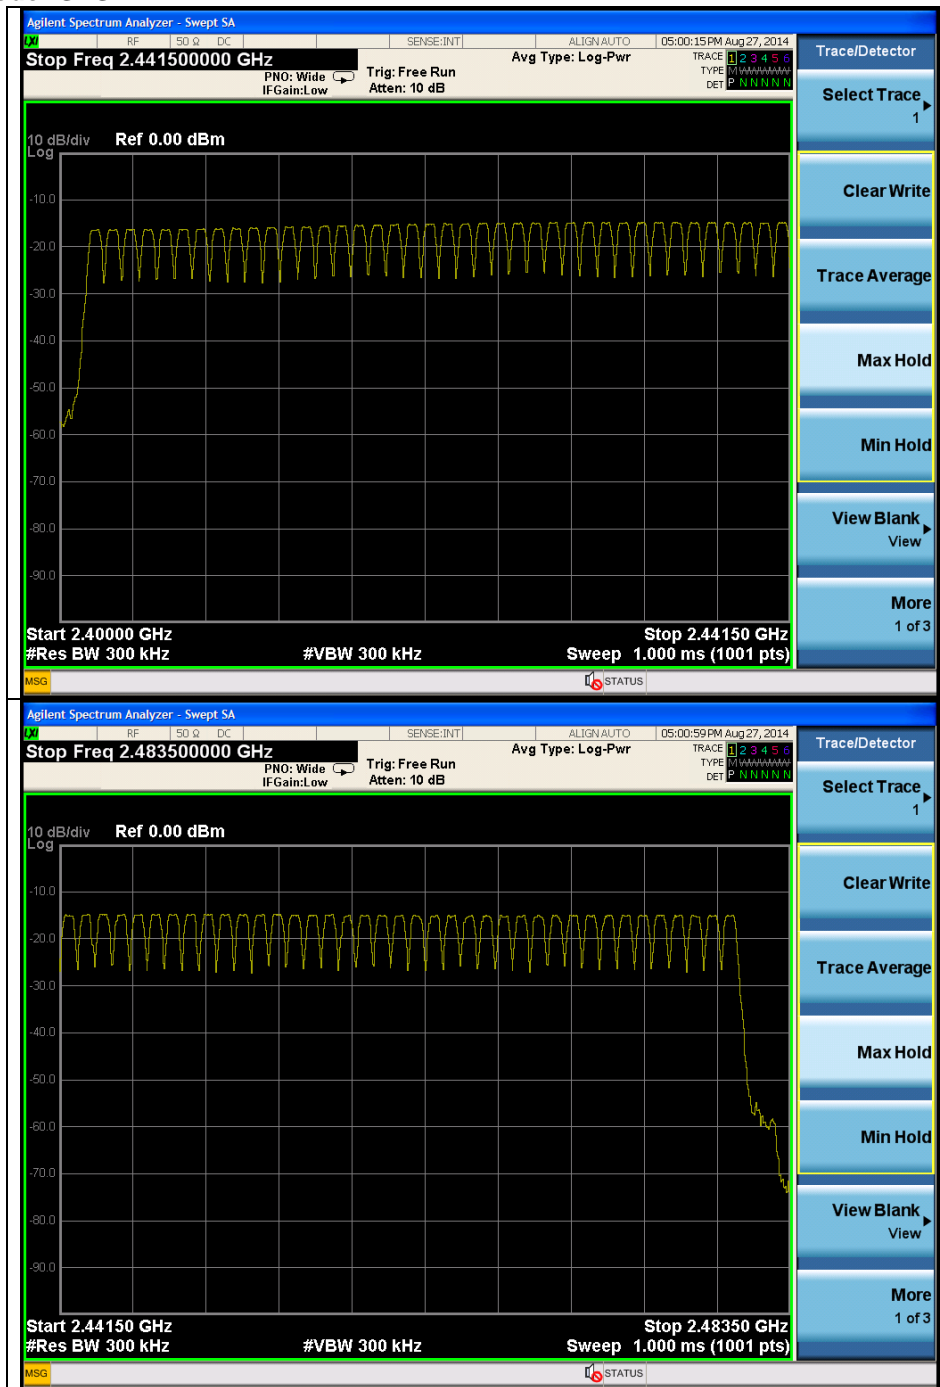 Agilent Spectrum Analyzer - Swept SA
LXI RF 50 Ω DC SENSE:INT ALIGN AUTO 05:00:15 PM Aug 27, 2014
Stop Freq 2.441500000 GHz
PNO: Wide
IFGain:Low
Trig: Free Run
Atten: 10 dB
Avg Type: Log-Pwr
TRACE 1 2 3 4 5 6
TYPE M WWWWW
DET P N N N N N
10 dB/div Ref 0.00 dBm
Log
-10.0
-20.0
-30.0
-40.0
-50.0
-60.0
-70.0
-80.0
-90.0
Start 2.40000 GHz Stop 2.44150 GHz
#Res BW 300 kHz #VBW 300 kHz Sweep 1.000 ms (1001 pts)
MSG STATUS
Trace/Detector
Select Trace
1
Clear Write
Trace Average
Max Hold
Min Hold
View Blank
View
More
1 of 3
Agilent Spectrum Analyzer - Swept SA
LXI RF 50 Ω DC SENSE:INT ALIGN AUTO 05:00:59 PM Aug 27, 2014
Stop Freq 2.483500000 GHz
PNO: Wide
IFGain:Low
Trig: Free Run
Atten: 10 dB
Avg Type: Log-Pwr
TRACE 1 2 3 4 5 6
TYPE M WWWWW
DET P N N N N N
10 dB/div Ref 0.00 dBm
Log
-10.0
-20.0
-30.0
-40.0
-50.0
-60.0
-70.0
-80.0
-90.0
Start 2.44150 GHz Stop 2.48350 GHz
#Res BW 300 kHz #VBW 300 kHz Sweep 1.000 ms (1001 pts)
MSG STATUS
Trace/Detector
Select Trace
1
Clear Write
Trace Average
Max Hold
Min Hold
View Blank
View
More
1 of 3